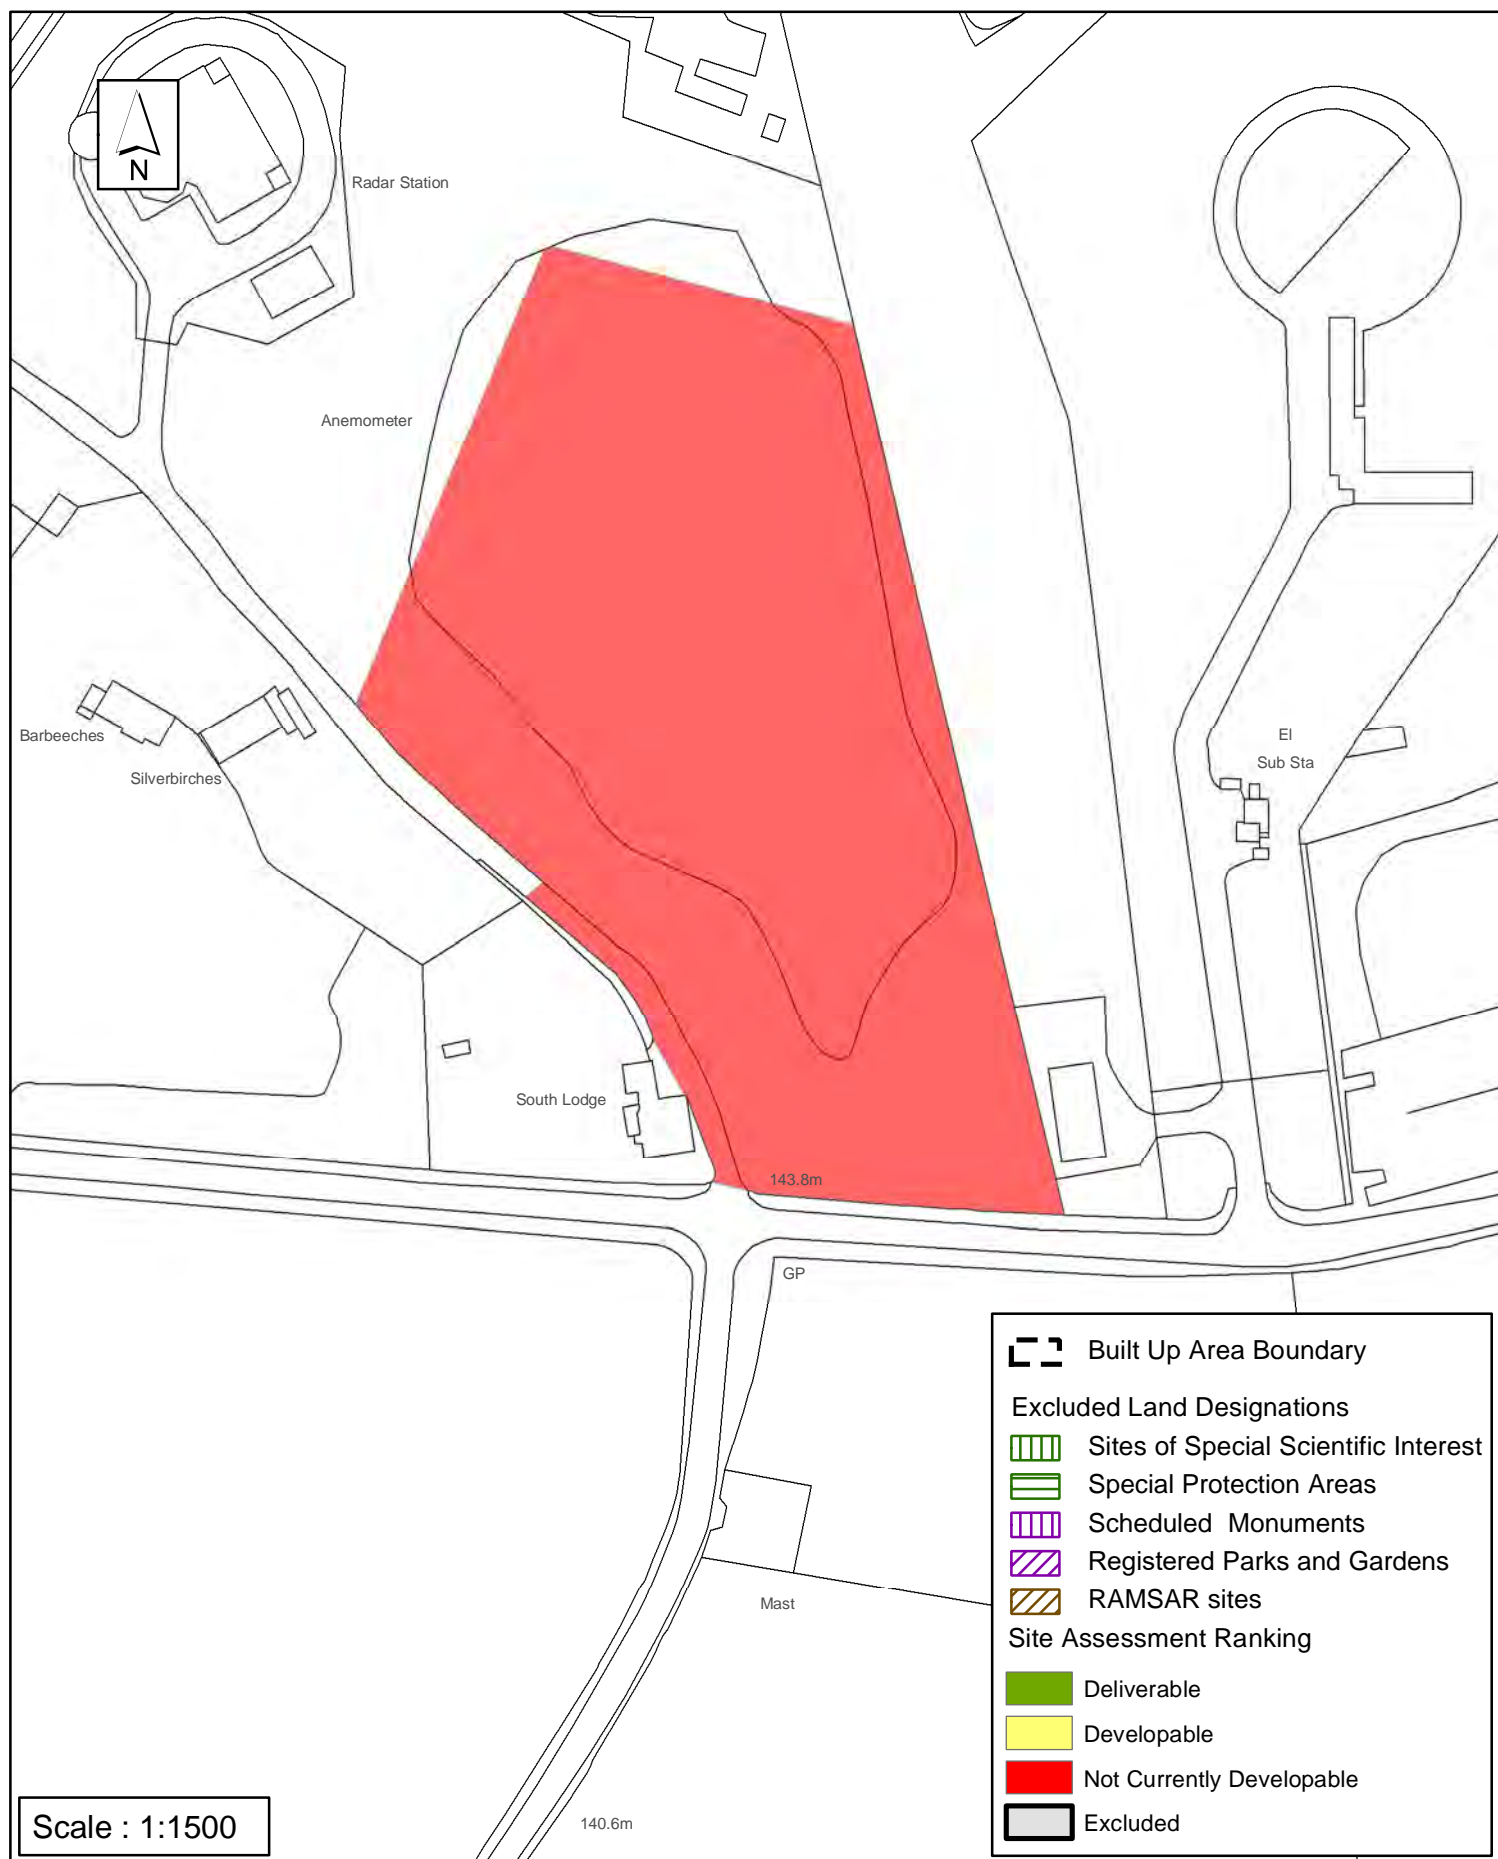 N
Radar Station
Anemometer
Barbeeches
Silverbirches
El
Sub Sta
South Lodge
143.8m
GP
Mast
140.6m
Scale : 1:1500
Built Up Area Boundary
Excluded Land Designations
Sites of Special Scientific Interest
Special Protection Areas
Scheduled Monuments
Registered Parks and Gardens
RAMSAR sites
Site Assessment Ranking
Deliverable
Developable
Not Currently Developable
Excluded